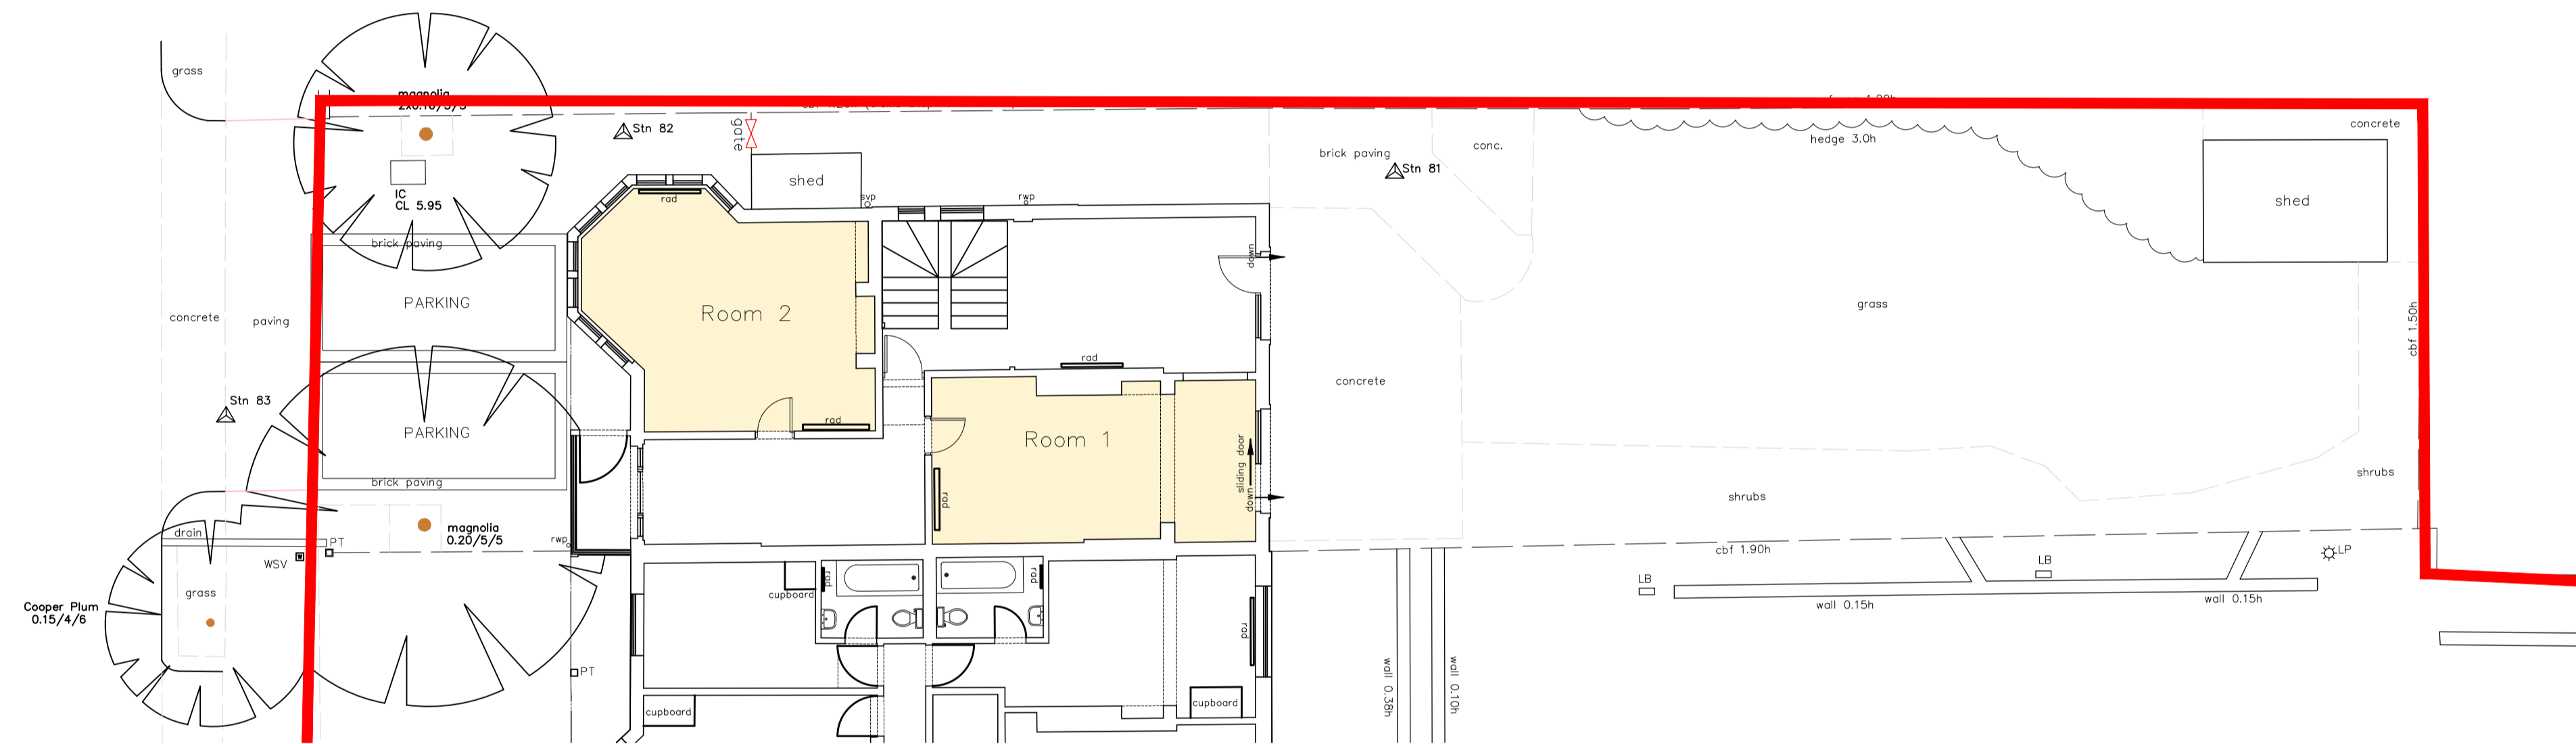 grass
magnolia
Stn 82
gate
shed
svp
rwp
rad
IC
CL 5.95
brick paving
PARKING
concrete
paving
Room 2
down
rad
rad
Stn 83
PARKING
brick paving
Room 1
rad
sliding door
down
brick paving
conc.
Stn 81
hedge 3.0h
concrete
shed
grass
cbf 1.50h
concrete
shrubs
shrubs
drain
PT
WSV
magnolia
0.20/5/5
rwp
grass
Cooper Plum
0.15/4/6
PT
cupboard
rad
rad
rad
cupboard
cupboard
wall 0.38h
wall 0.10h
cbf 1.90h
LB
LB
LP
wall 0.15h
wall 0.15h